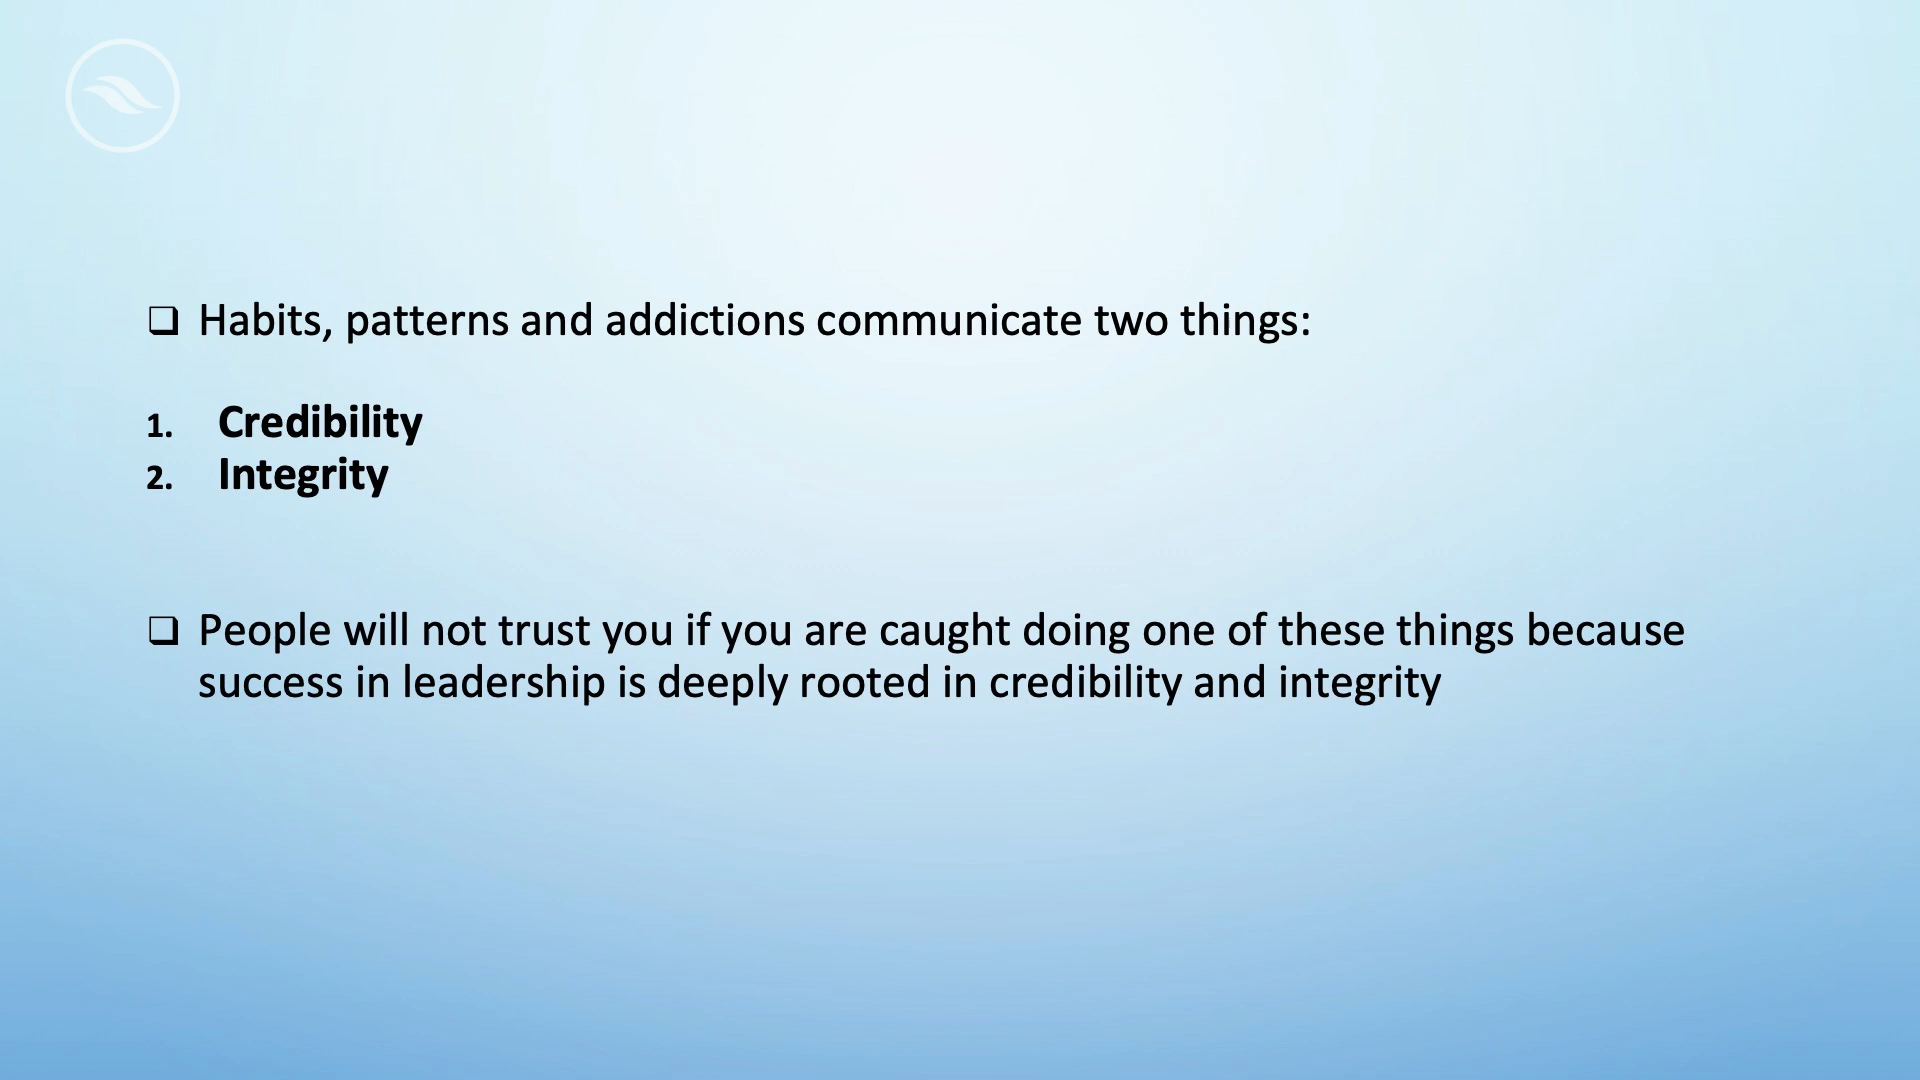 ❑ Habits, patterns and addictions communicate two things:
1. Credibility
2. Integrity
❑ People will not trust you if you are caught doing one of these things because
success in leadership is deeply rooted in credibility and integrity